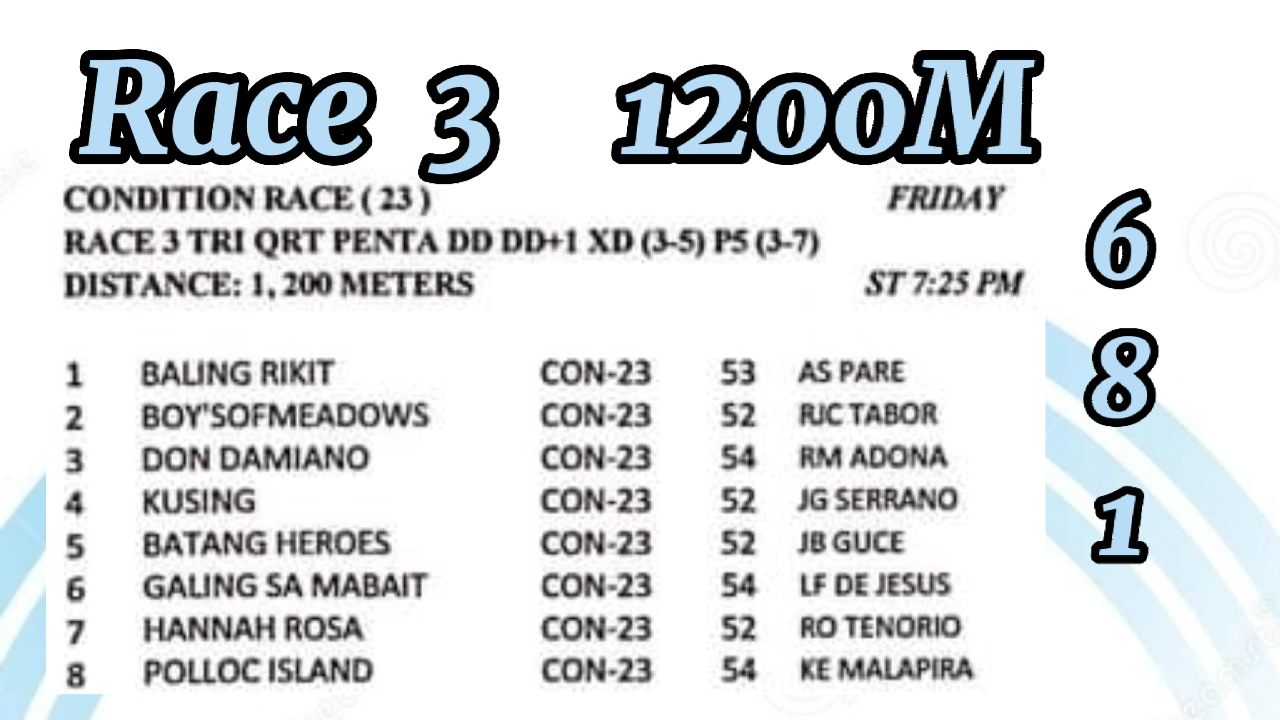 Race 3 1200M
CONDITION RACE ( 23 ) FRIDAY
RACE 3 TRI QRT PENTA DD DD+1 XD (3-5) P5 (3-7)
DISTANCE: 1, 200 METERS ST 7:25 PM
1 BALING RIKIT CON-23 53 AS PARE
2 BOY'SOFMEADOWS CON-23 52 RJC TABOR
3 DON DAMIANO CON-23 54 RM ADONA
4 KUSING CON-23 52 JG SERRANO
5 BATANG HEROES CON-23 52 JB GUCE
6 GALING SA MABAIT CON-23 54 LF DE JESUS
7 HANNAH ROSA CON-23 52 RO TENORIO
8 POLLOC ISLAND CON-23 54 KE MALAPIRA
6
8
1